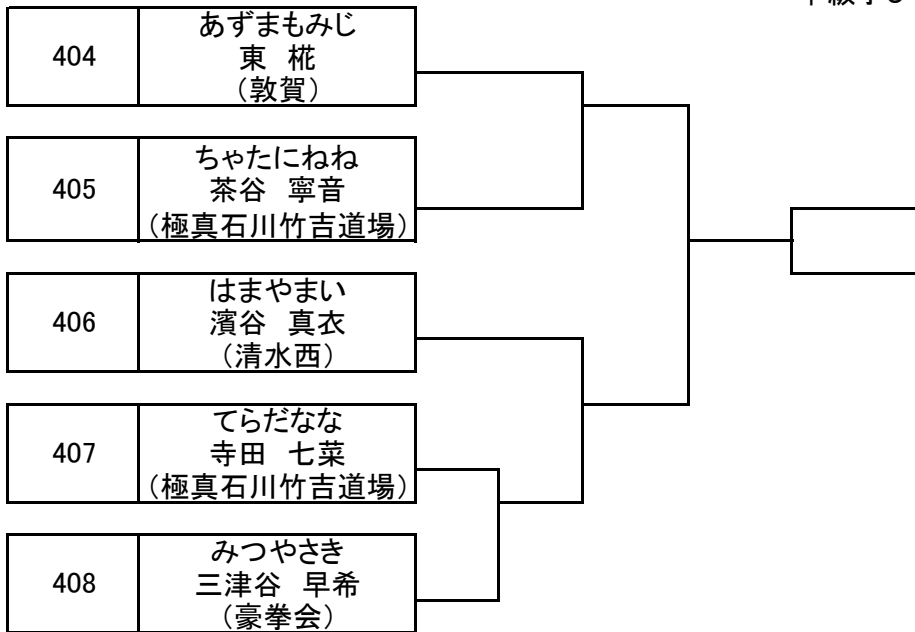 404
あずまもみじ
東　椛
（敦賀）
405
ちゃたにねね
茶谷　寧音
（極真石川竹吉道場）
406
はまやまい
濱谷　真衣
（清水西）
407
てらだなな
寺田　七菜
（極真石川竹吉道場）
408
みつやさき
三津谷　早希
（豪拳会）